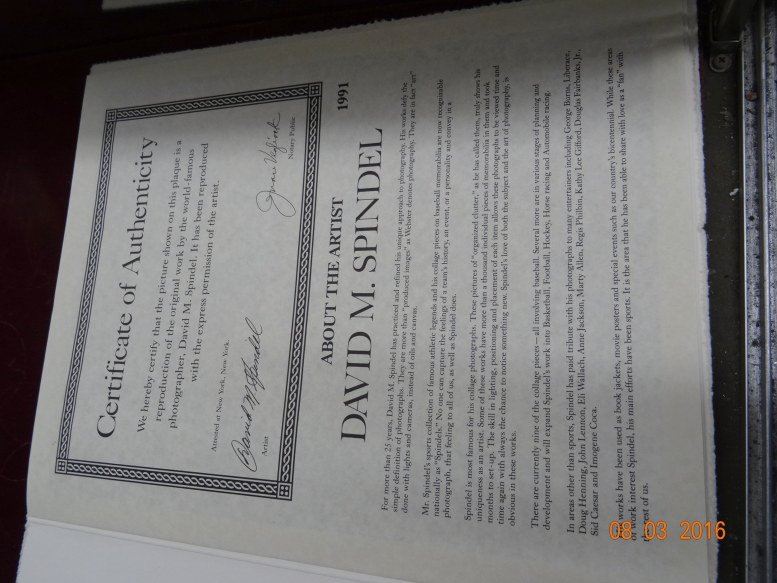 Certificate of Authenticity
We hereby certify that the picture shown on this plaque is a
reproduction of the original work by the world-famous
photographer, David M. Spindel. It has been reproduced
with the express permission of the artist.
Attested at New York, New York.
David M Spindel
Artist
Notary Public
ABOUT THE ARTIST
1991
DAVID M. SPINDEL
For more than 25 years, David M. Spindel has practiced and refined his unique approach to photography. His works defy the
simple definition of photographs. They are more than "produced images" as Webster denotes photography. They are in fact "art"
done with lights and cameras, instead of oils and canvas.
Mr. Spindel's sports collection of famous athletic legends and his collage pieces on baseball memorabilia are now recognizable
nationally as "Spindels." No one can capture the feelings of a team's history, an event, or a personality and convey in a
photograph, that feeling to all of us, as well as Spindel does.
Spindel is most famous for his collage photographs. These pictures of "organized clutter," as he has called them, truly shows his
uniqueness as an artist. Some of these works have more than a thousand individual pieces of memorabilia in them and took
months to set-up. The skill in lighting, positioning and placement of each item allows these photographs to be viewed time and
time again with always the chance to notice something new. Spindel's love of both the subject and the art of photography, is
obvious in these works.
There are currently nine of the collage pieces—all involving baseball. Several more are in various stages of planning and
development and will expand Spindel's work into Basketball, Football, Hockey, Horse racing and Automobile racing.
In areas other than sports, Spindel has paid tribute with his photographs to many entertainers including George Burns, Liberace,
Doug Henning, John Lennon, Eli Wallach, Anne Jackson, Marty Allen, Regis Philbin, Kathy Lee Gifford, Douglas Fairbanks, Jr.,
Sid Caesar and Imogene Coca.
works have been used as book jackets, movie posters and special events such as our country's bicentennial. While these areas
of work interest Spindel, his main efforts have been sports. It is the area that he has been able to share with love as a "fan" with
rest of us.
08 03 2016